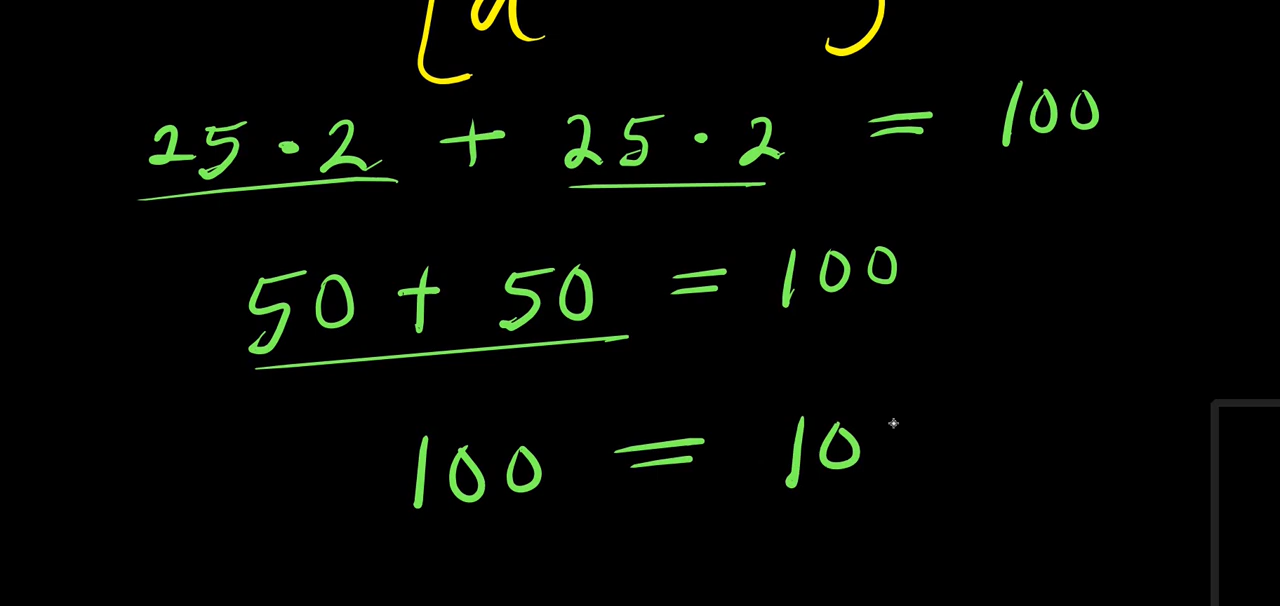 25 · 2 + 25 · 2 = 100
50 + 50 = 100
100 = 10